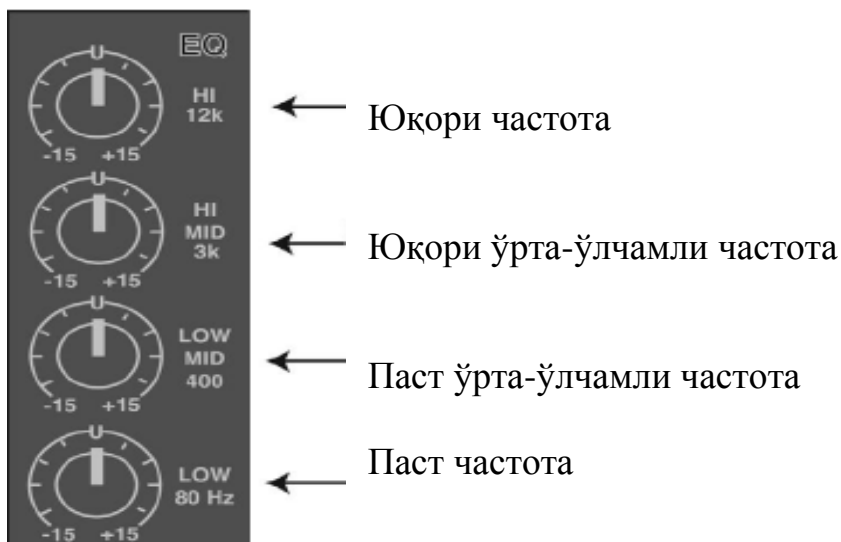 EQ
U
HI
12k
-15 +15
Юқори частота
U
HI
MID
3k
-15 +15
Юқори ўрта-ўлчамли частота
U
LOW
MID
400
-15 +15
Паст ўрта-ўлчамли частота
U
LOW
80 Hz
-15 +15
Паст частота